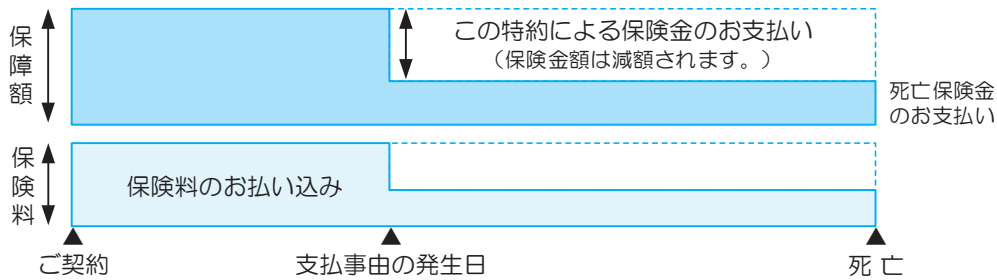 保障額
この特約による保険金のお支払い
（保険金額は減額されます。）
死亡保険金
のお支払い
保険料
保険料のお払い込み
ご契約
支払事由の発生日
死亡